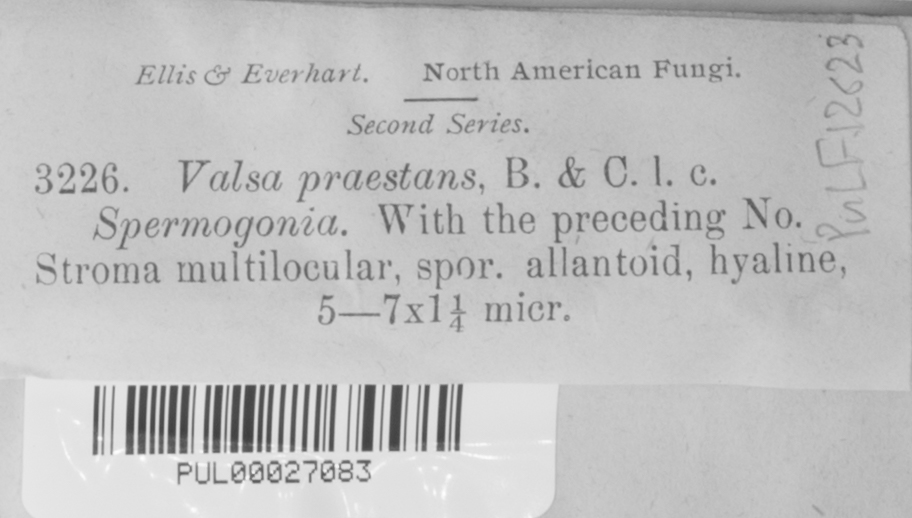 Ellis & Everhart. North American Fungi.
Second Series.
3226. Valsa praestans, B. & C. l. c.
Spermogonia. With the preceding No.
Stroma multilocular, spor. allantoid, hyaline,
5—7x1¼ micr.
PUL00027083
PulLF12623